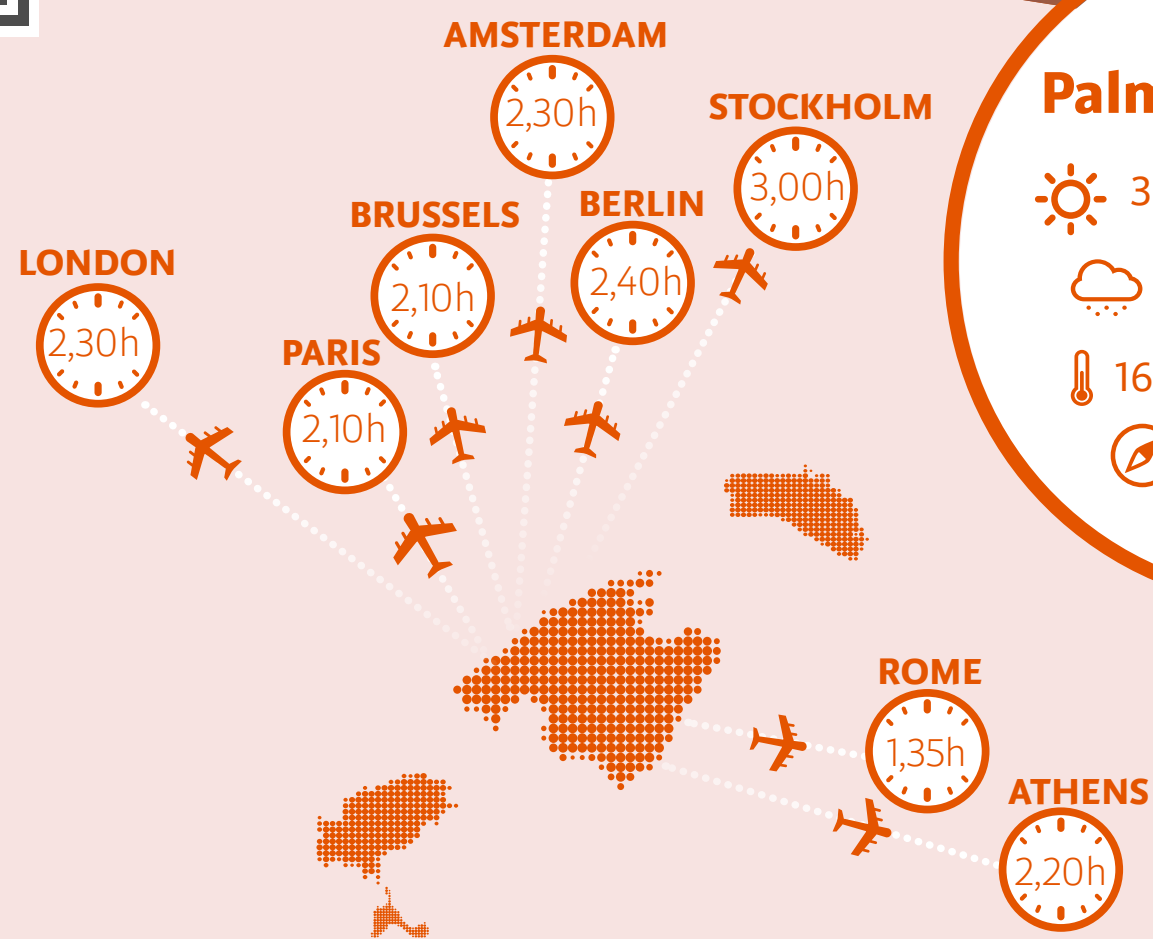 AMSTERDAM
2,30h
STOCKHOLM
3,00h
BRUSSELS
2,10h
BERLIN
2,40h
LONDON
2,30h
PARIS
2,10h
ROME
1,35h
ATHENS
2,20h
3
16